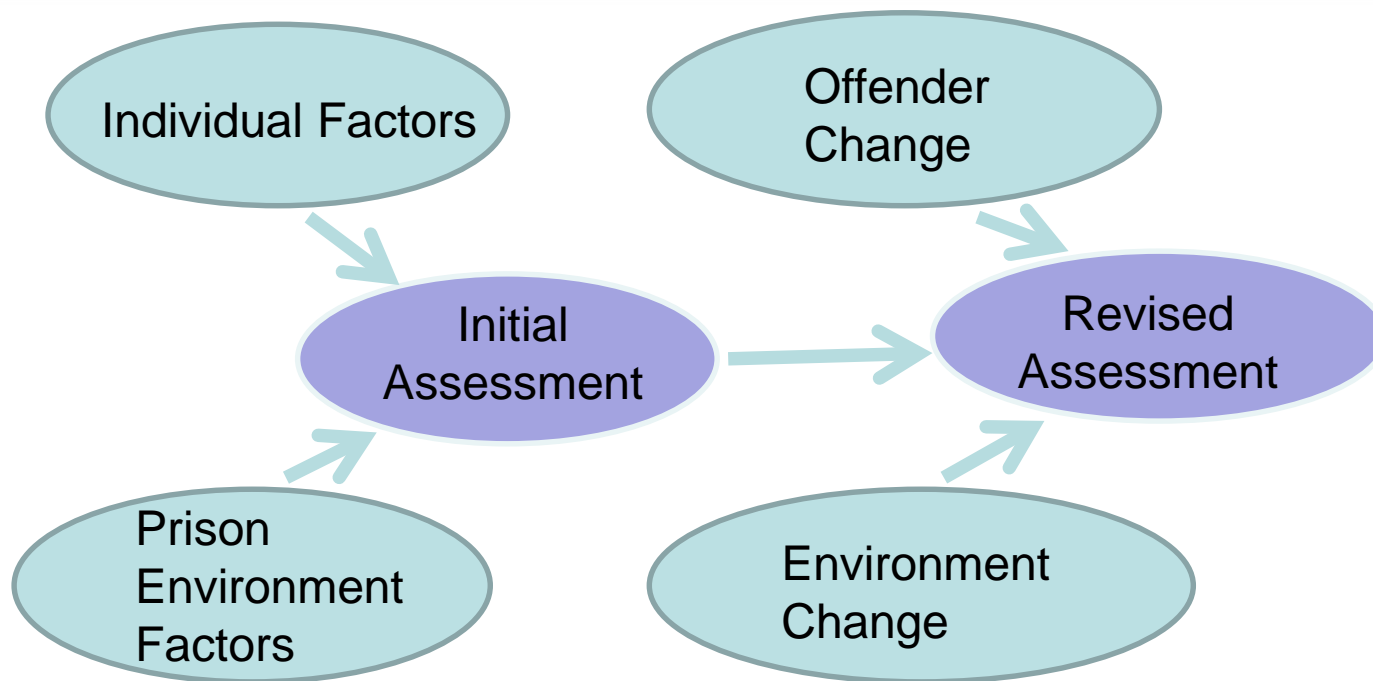 Individual Factors
Offender
Change
Initial
Assessment
Revised
Assessment
Prison
Environment
Factors
Environment
Change